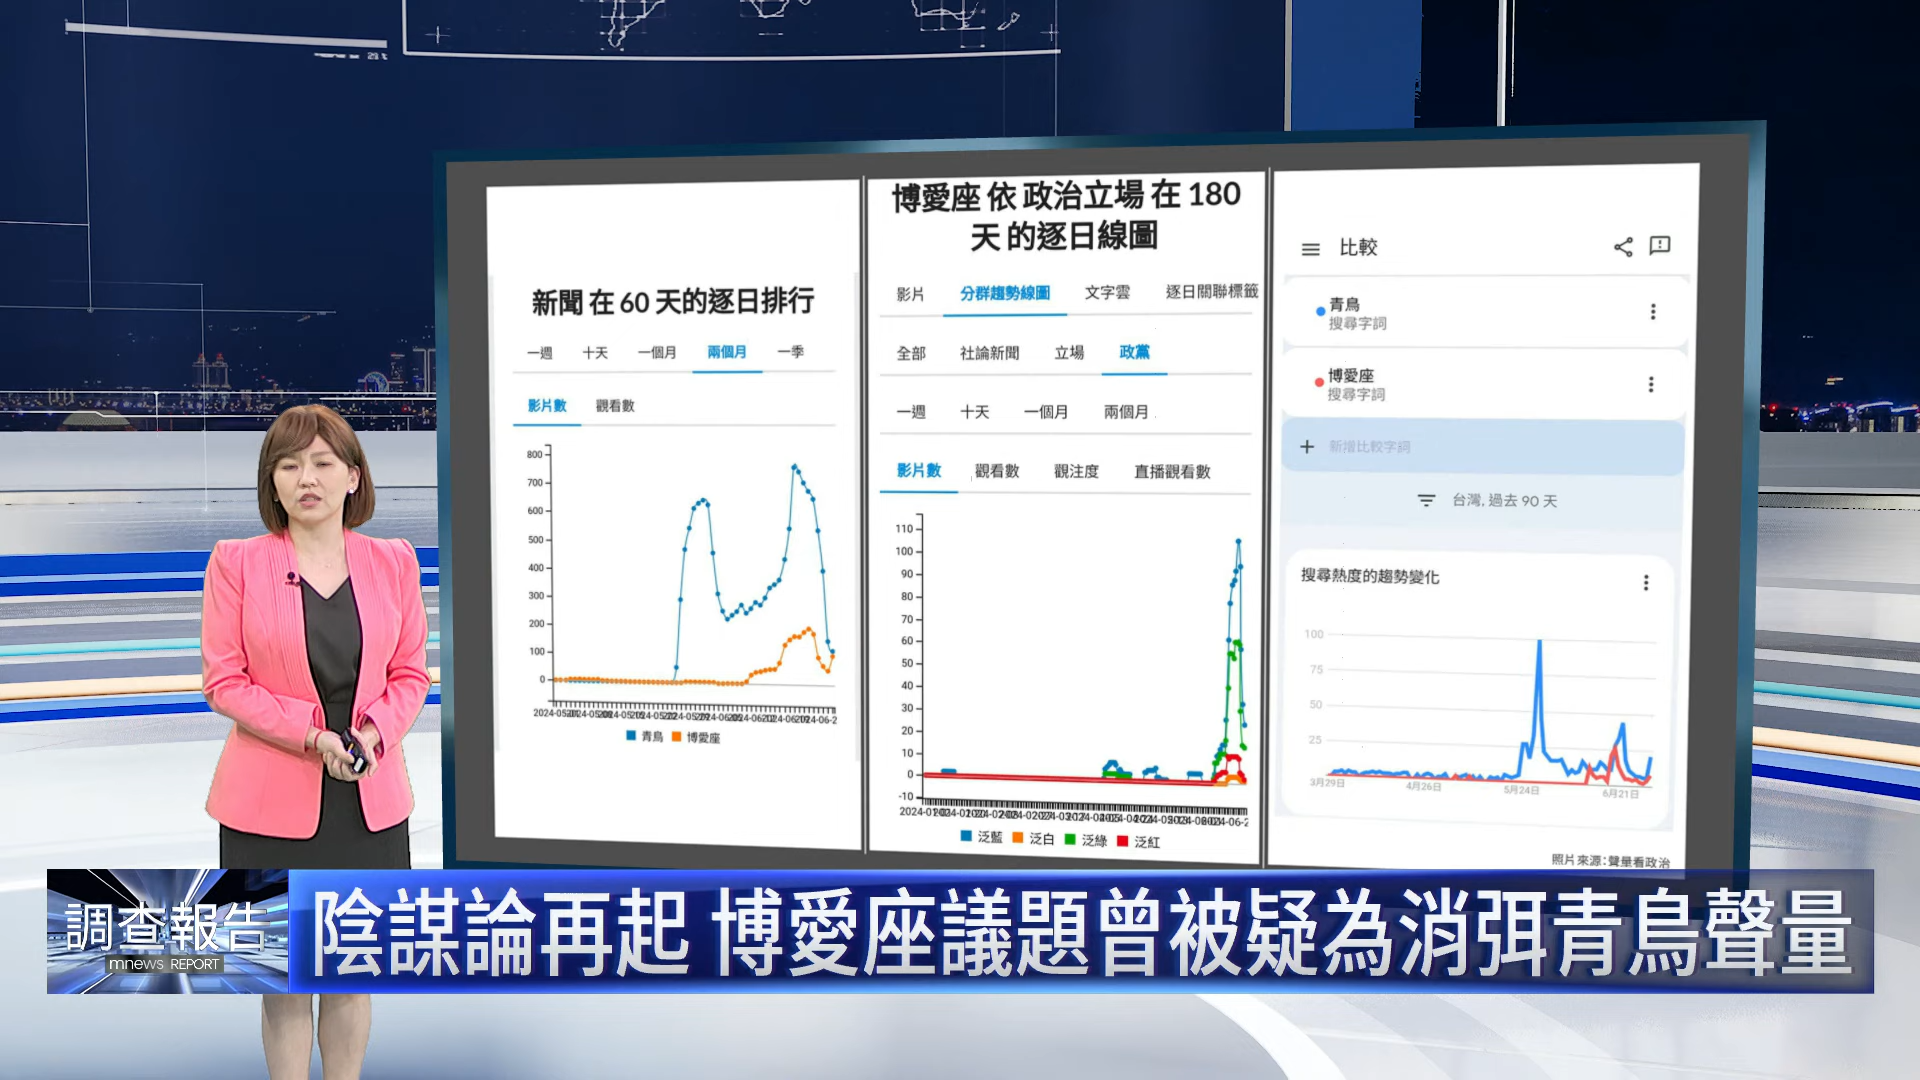 新聞 在 60 天的逐日排行
一週 十天 一個月 兩個月 一季
影片數 觀看數
800
700
600
500
400
300
200
100
0
青鳥 博愛座
博愛座 依 政治立場 在 180
天 的逐日線圖
影片 分群趨勢線圖 文字雲 逐日關聯標籤
全部 社論新聞 立場 政黨
一週 十天 一個月 兩個月
影片數 觀看數 觀注度 直播觀看數
110
100
90
80
70
60
50
40
30
20
10
0
-10
泛藍 泛白 泛綠 泛紅
比較
青鳥
搜尋字詞
博愛座
搜尋字詞
新增比較字詞
台灣, 過去 90 天
搜尋熱度的趨勢變化
100
75
50
25
3月29日 4月26日 5月24日 6月21日
照片來源:聲量看政治
調查報告
mnews REPORT
陰謀論再起 博愛座議題曾被疑為消弭青鳥聲量